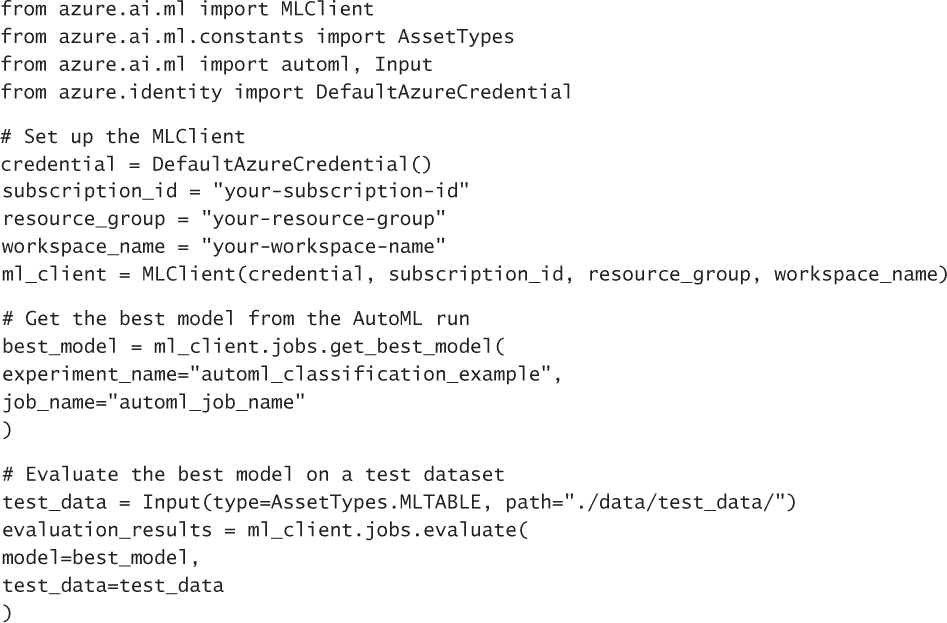 from azure.ai.ml import MLClient
from azure.ai.ml.constants import AssetTypes
from azure.ai.ml import automl, Input
from azure.identity import DefaultAzureCredential
# Set up the MLClient
credential = DefaultAzureCredential()
subscription_id = "your-subscription-id"
resource_group = "your-resource-group"
workspace_name = "your-workspace-name"
ml_client = MLClient(credential, subscription_id, resource_group, workspace_name)
# Get the best model from the AutoML run
best_model = ml_client.jobs.get_best_model(
experiment_name="automl_classification_example",
job_name="automl_job_name"
)
# Evaluate the best model on a test dataset
test_data = Input(type=AssetTypes.MLTABLE, path="./data/test_data/")
evaluation_results = ml_client.jobs.evaluate(
model=best_model,
test_data=test_data
)